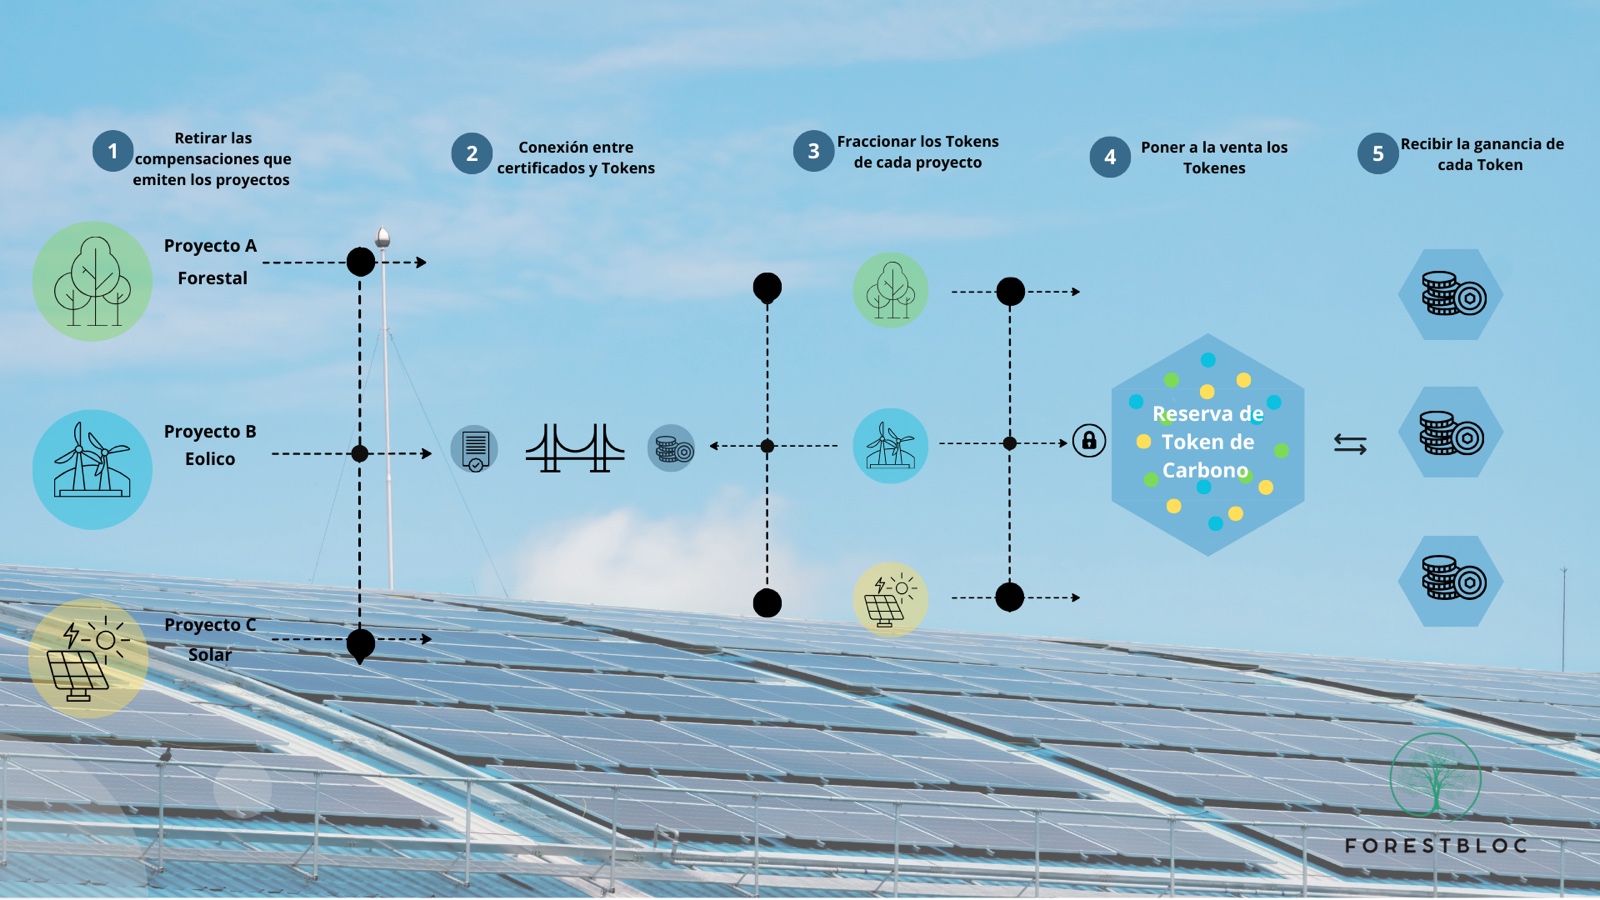 1
Retirar las
compensaciones que
emiten los proyectos
2
Conexión entre
certificados y Tokens
3
Fraccionar los Tokens
de cada proyecto
4
Poner a la venta los
Tokenes
5
Recibir la ganancia de
cada Token
Proyecto A
Forestal
Proyecto B
Eolico
Proyecto C
Solar
Reserva de
Token de
Carbono
FORESTBLOC